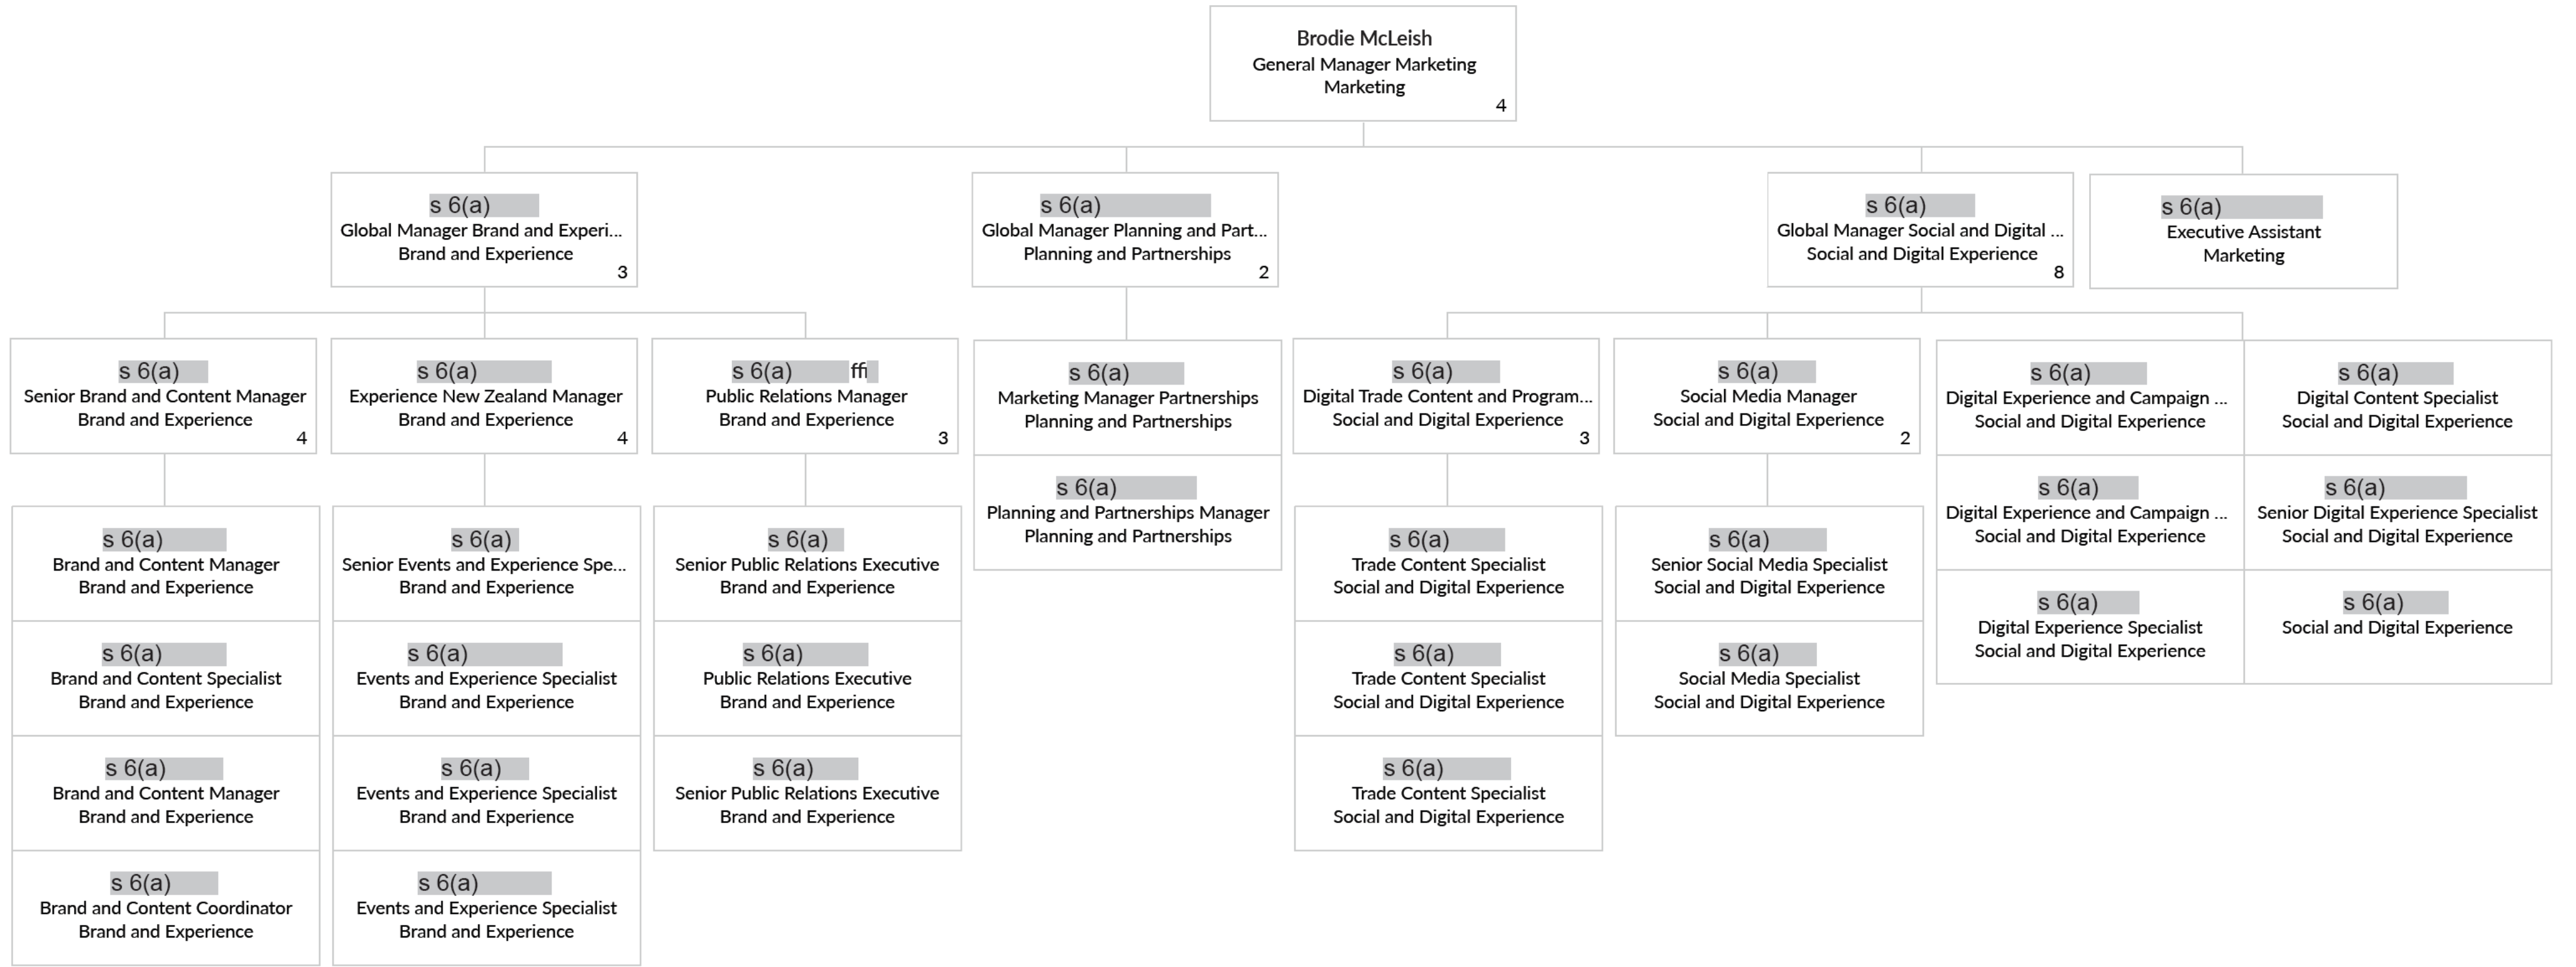 Brodie McLeish
General Manager Marketing
Marketing
4
s 6(a)
Global Manager Brand and Experi...
Brand and Experience
3
s 6(a)
Global Manager Planning and Part...
Planning and Partnerships
2
s 6(a)
Global Manager Social and Digital ...
Social and Digital Experience
8
s 6(a)
Executive Assistant
Marketing
s 6(a)
Senior Brand and Content Manager
Brand and Experience
4
s 6(a)
Experience New Zealand Manager
Brand and Experience
4
s 6(a) ffi
Public Relations Manager
Brand and Experience
3
s 6(a)
Marketing Manager Partnerships
Planning and Partnerships
s 6(a)
Planning and Partnerships Manager
Planning and Partnerships
s 6(a)
Digital Trade Content and Program...
Social and Digital Experience
3
s 6(a)
Social Media Manager
Social and Digital Experience
2
s 6(a)
Digital Experience and Campaign ...
Social and Digital Experience
s 6(a)
Digital Content Specialist
Social and Digital Experience
s 6(a)
Digital Experience and Campaign ...
Social and Digital Experience
s 6(a)
Senior Digital Experience Specialist
Social and Digital Experience
s 6(a)
Digital Experience Specialist
Social and Digital Experience
s 6(a)
Social and Digital Experience
s 6(a)
Brand and Content Manager
Brand and Experience
s 6(a)
Brand and Content Specialist
Brand and Experience
s 6(a)
Brand and Content Manager
Brand and Experience
s 6(a)
Brand and Content Coordinator
Brand and Experience
s 6(a)
Senior Events and Experience Spe...
Brand and Experience
s 6(a)
Events and Experience Specialist
Brand and Experience
s 6(a)
Events and Experience Specialist
Brand and Experience
s 6(a)
Events and Experience Specialist
Brand and Experience
s 6(a)
Senior Public Relations Executive
Brand and Experience
s 6(a)
Public Relations Executive
Brand and Experience
s 6(a)
Senior Public Relations Executive
Brand and Experience
s 6(a)
Trade Content Specialist
Social and Digital Experience
s 6(a)
Trade Content Specialist
Social and Digital Experience
s 6(a)
Trade Content Specialist
Social and Digital Experience
s 6(a)
Senior Social Media Specialist
Social and Digital Experience
s 6(a)
Social Media Specialist
Social and Digital Experience